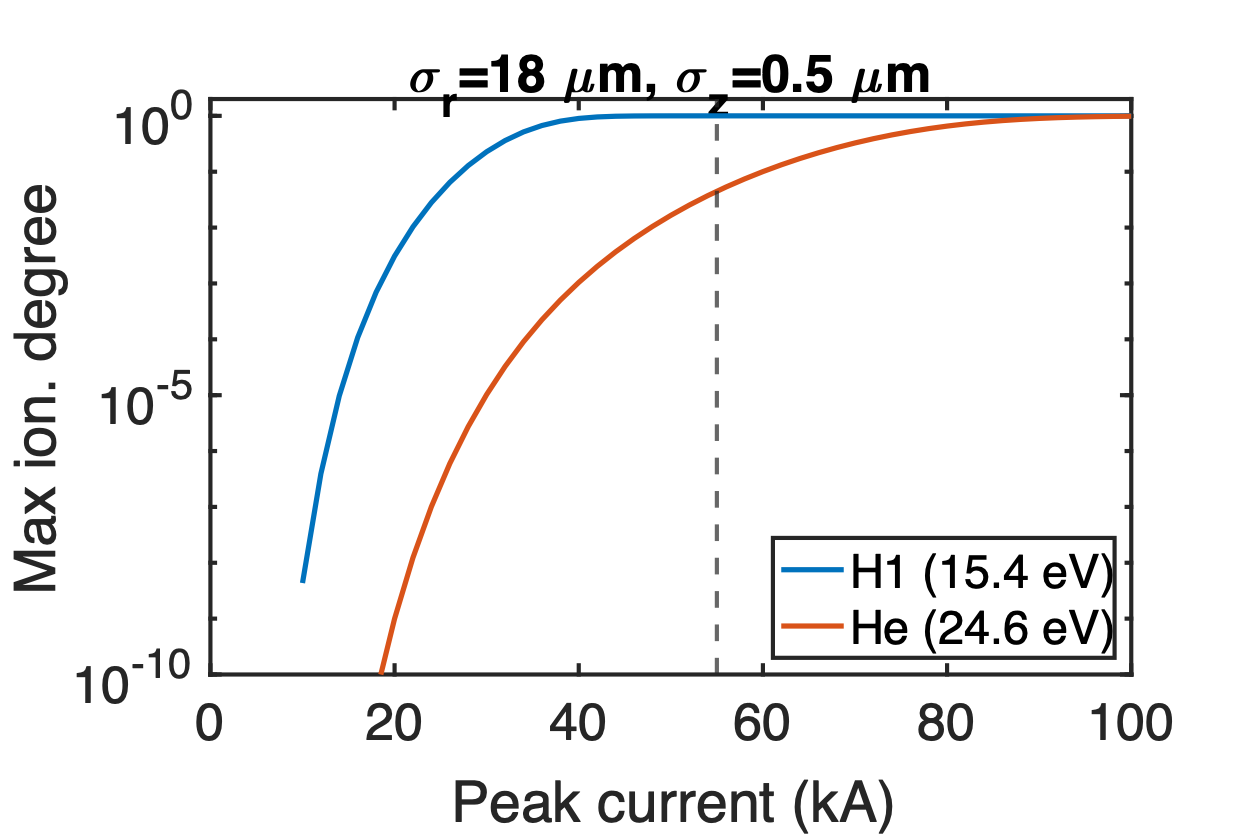 σr=18 μm, σz=0.5 μm
Max ion. degree
10^0
10^-5
10^-10
H1 (15.4 eV)
He (24.6 eV)
0 20 40 60 80 100
Peak current (kA)